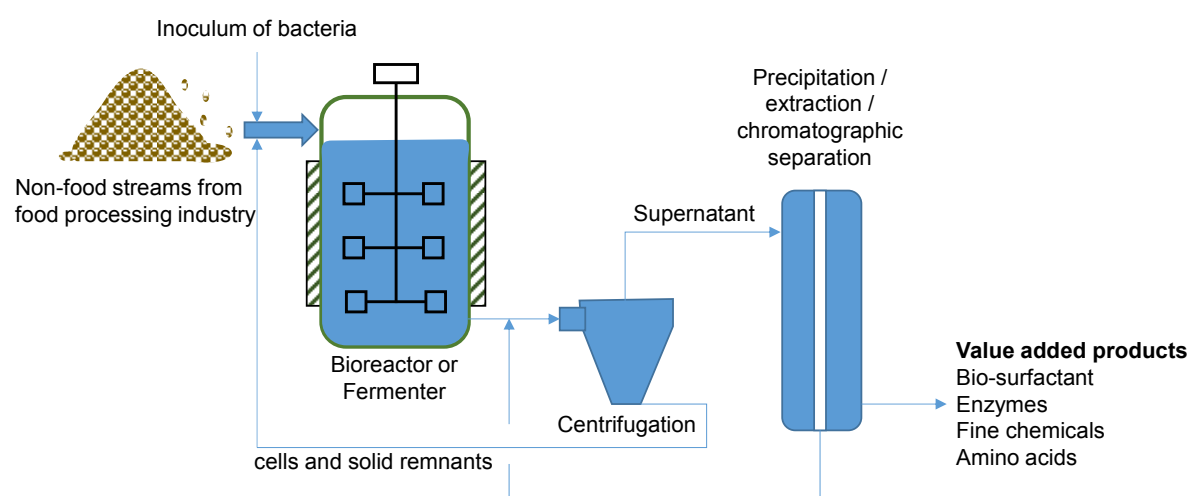 Inoculum of bacteria
Non-food streams from
food processing industry
Bioreactor or
Fermenter
cells and solid remnants
Centrifugation
Supernatant
Precipitation /
extraction /
chromatographic
separation
Value added products
Bio-surfactant
Enzymes
Fine chemicals
Amino acids